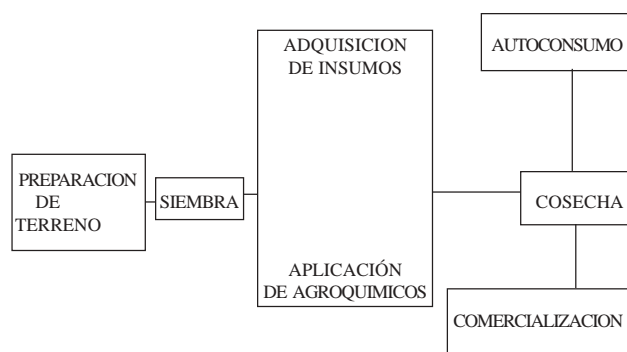 PREPARACION
DE
TERRENO
SIEMBRA
ADQUISICION
DE INSUMOS
APLICACIÓN
DE AGROQUIMICOS
AUTOCONSUMO
COSECHA
COMERCIALIZACION